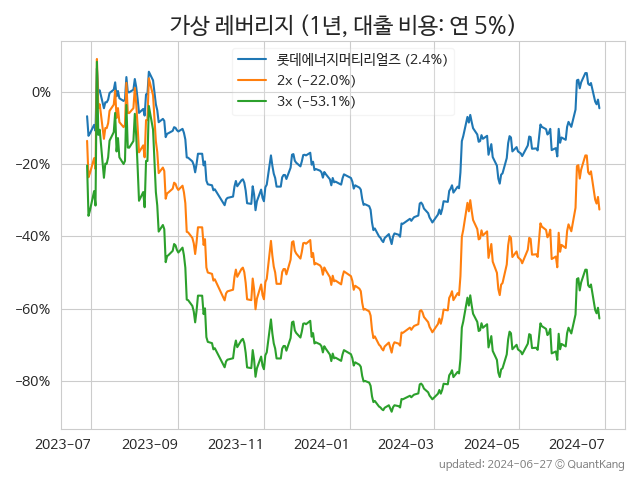 가상 레버리지 (1년, 대출 비용: 연 5%)
롯데에너지머티리얼즈 (2.4%)
2x (−22.0%)
3x (−53.1%)
0%
−20%
−40%
−60%
−80%
2023-07 2023-09 2023-11 2024-01 2024-03 2024-05 2024-07
updated: 2024-06-27 © QuantKang